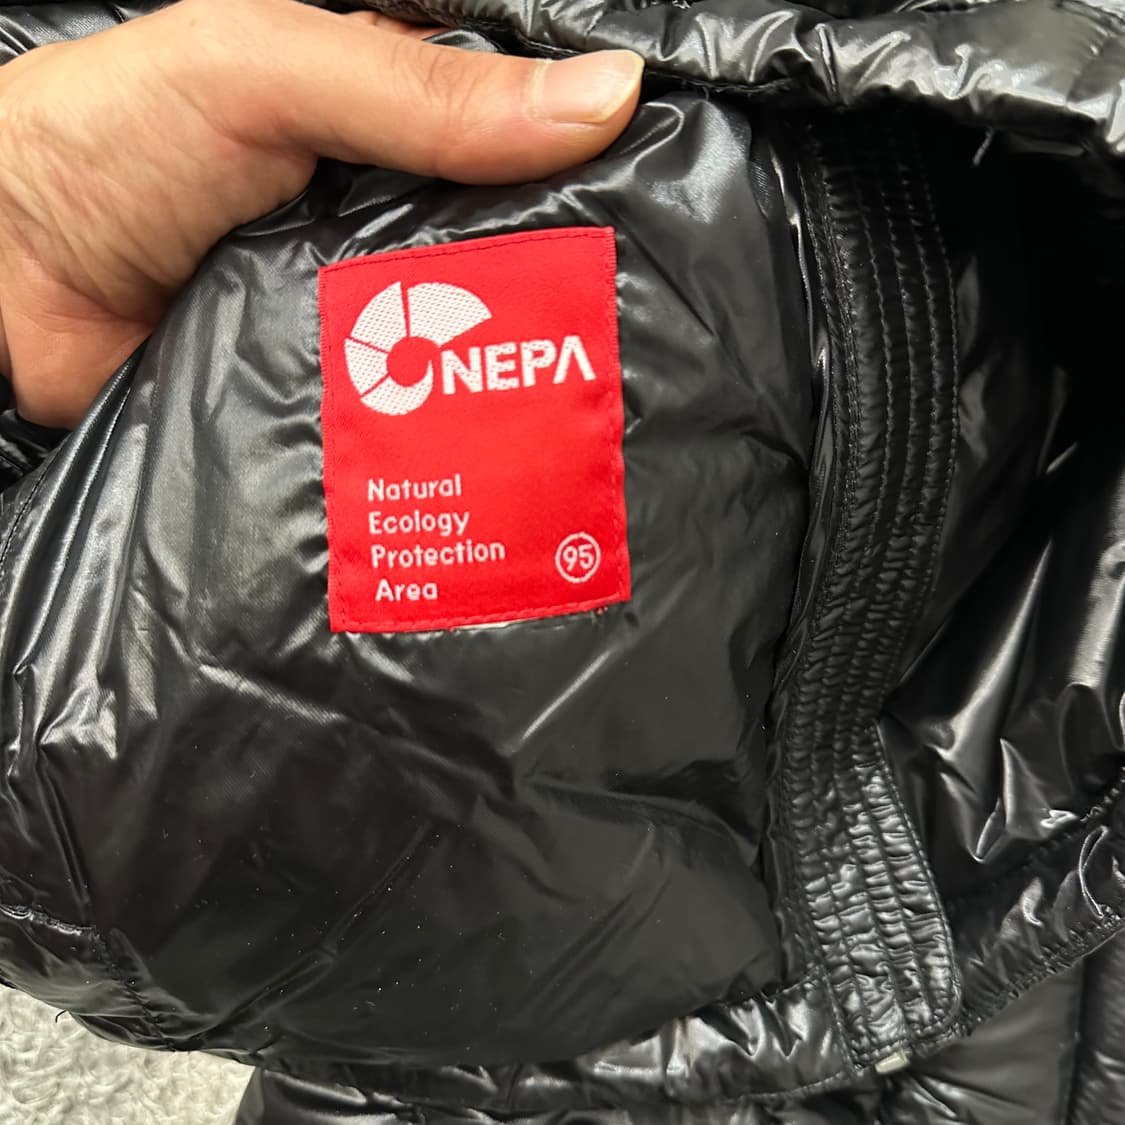 NEPA
Natural
Ecology
Protection
Area
95